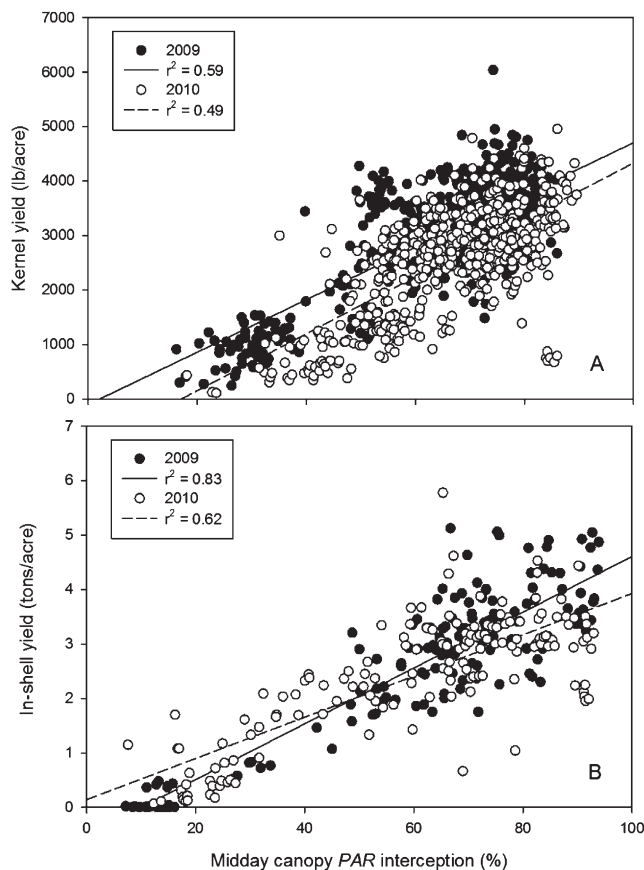 7000
6000
5000
4000
3000
2000
1000
0
Kernel yield (lb/acre)
2009
r² = 0.59
2010
r² = 0.49
A
7
6
5
4
3
2
1
0
In-shell yield (tons/acre)
2009
r² = 0.83
2010
r² = 0.62
B
0 20 40 60 80 100
Midday canopy PAR interception (%)